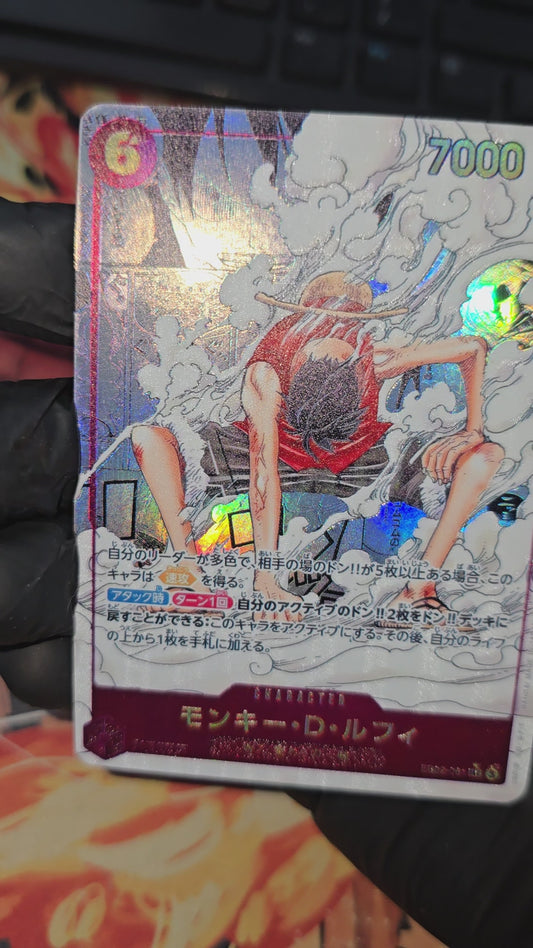 6
7000
自分のリーダーが多色で、相手の場のドン!!が5枚以上ある場合、この
キャラは 速攻 を得る。
アタック時 ターン1回 自分のアクティブのドン!!2枚をドン!!デッキに
戻すことができる:このキャラをアクティブにする。その後、自分のライフ
の上から1枚を手札に加える。
CHARACTER
モンキー・D・ルフィ